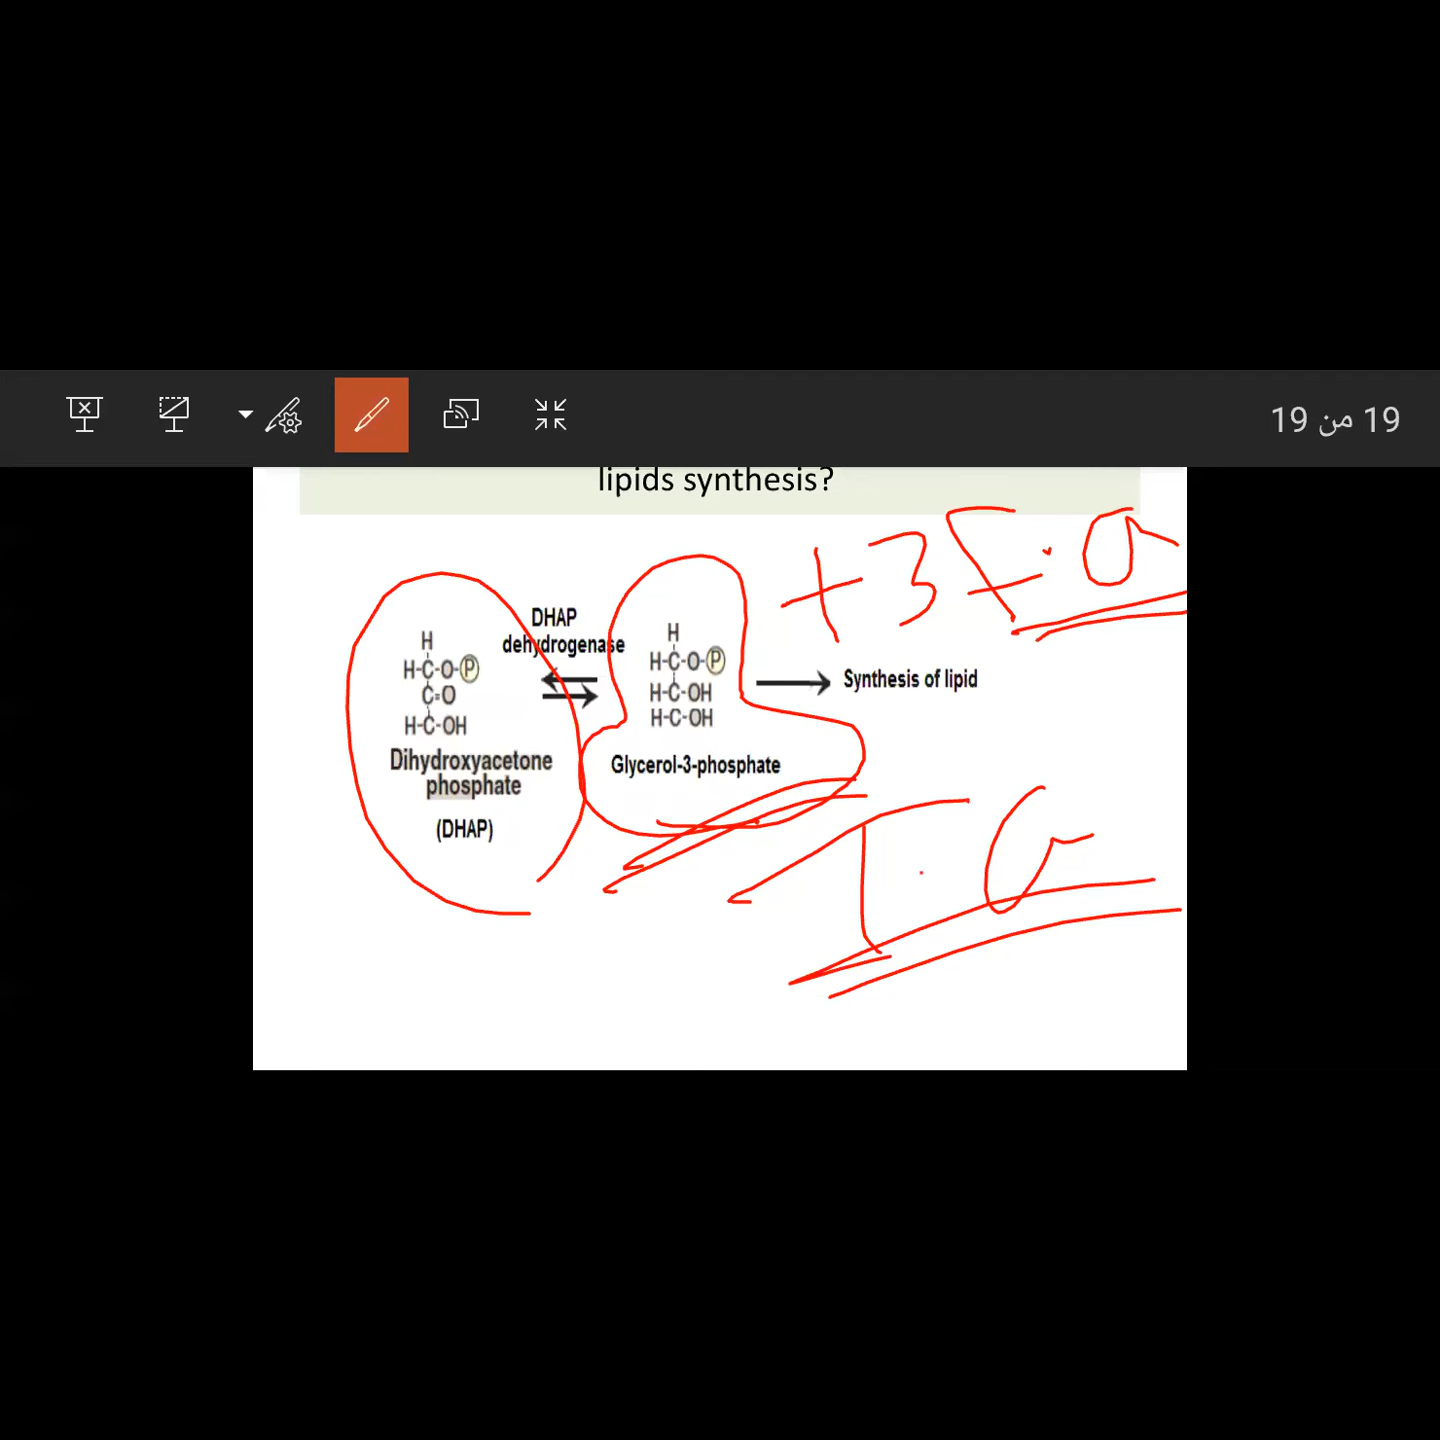 19 من 19
lipids synthesis?
+3 F.a
DHAP
dehydrogenase
H
H-C-O-P
C=O
H-C-OH
Dihydroxyacetone
phosphate
(DHAP)
H
H-C-O-P
H-C-OH
H-C-OH
Glycerol-3-phosphate
Synthesis of lipid
T.a